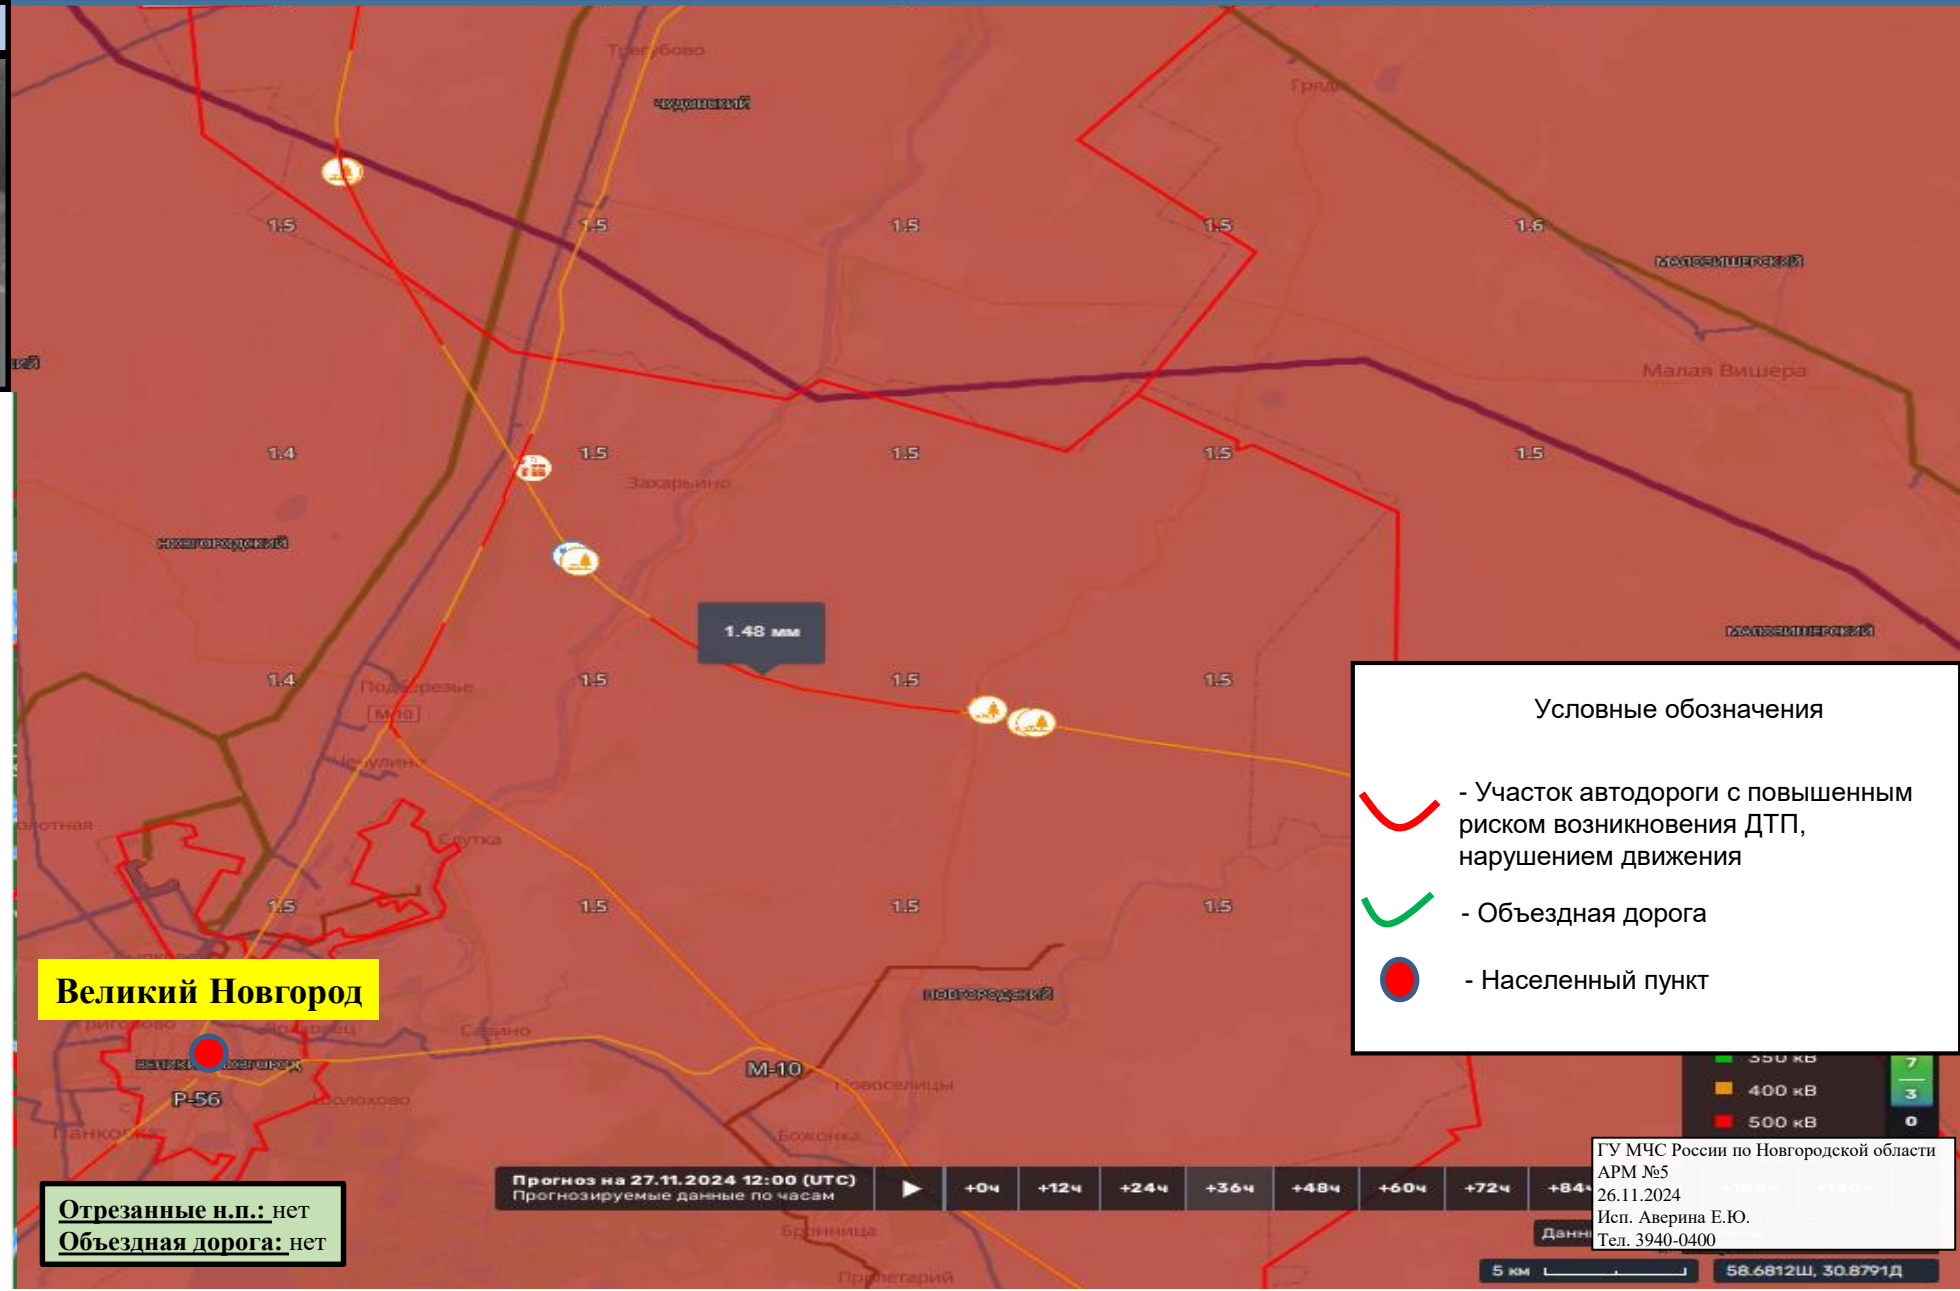 Трегубово
ЧУДОВСКИЙ
1.5
1.5
1.5
1.5
1.6
МАЛОВИШЕРСКИЙ
Малая Вишера
1.4
1.5
1.5
1.5
1.5
Захарьино
НОВГОРОДСКИЙ
1.48 мм
МАЛОВИШЕРСКИЙ
1.4
1.5
1.5
1.5
Подберезье
М-10
Чечулино
Слутка
1.5
1.5
1.5
1.5
Условные обозначения
- Участок автодороги с повышенным
риском возникновения ДТП,
нарушением движения
- Объездная дорога
- Населенный пункт
Великий Новгород
НОВГОРОДСКИЙ
Григорово
Савино
ВЕЛИКИЙ НОВГОРОД
М-10
Новоселицы
Р-56
Шолохово
Панковка
Божонка
350 кВ
400 кВ
500 кВ
7
3
0
Прогноз на 27.11.2024 12:00 (UTC)
Прогнозируемые данные по часам
+0ч
+12ч
+24ч
+36ч
+48ч
+60ч
+72ч
+84ч
Отрезанные н.п.: нет
Объездная дорога: нет
ГУ МЧС России по Новгородской области
АРМ №5
26.11.2024
Исп. Аверина Е.Ю.
Тел. 3940-0400
Бронница
Пролетарий
5 км
58.6812Ш, 30.8791Д